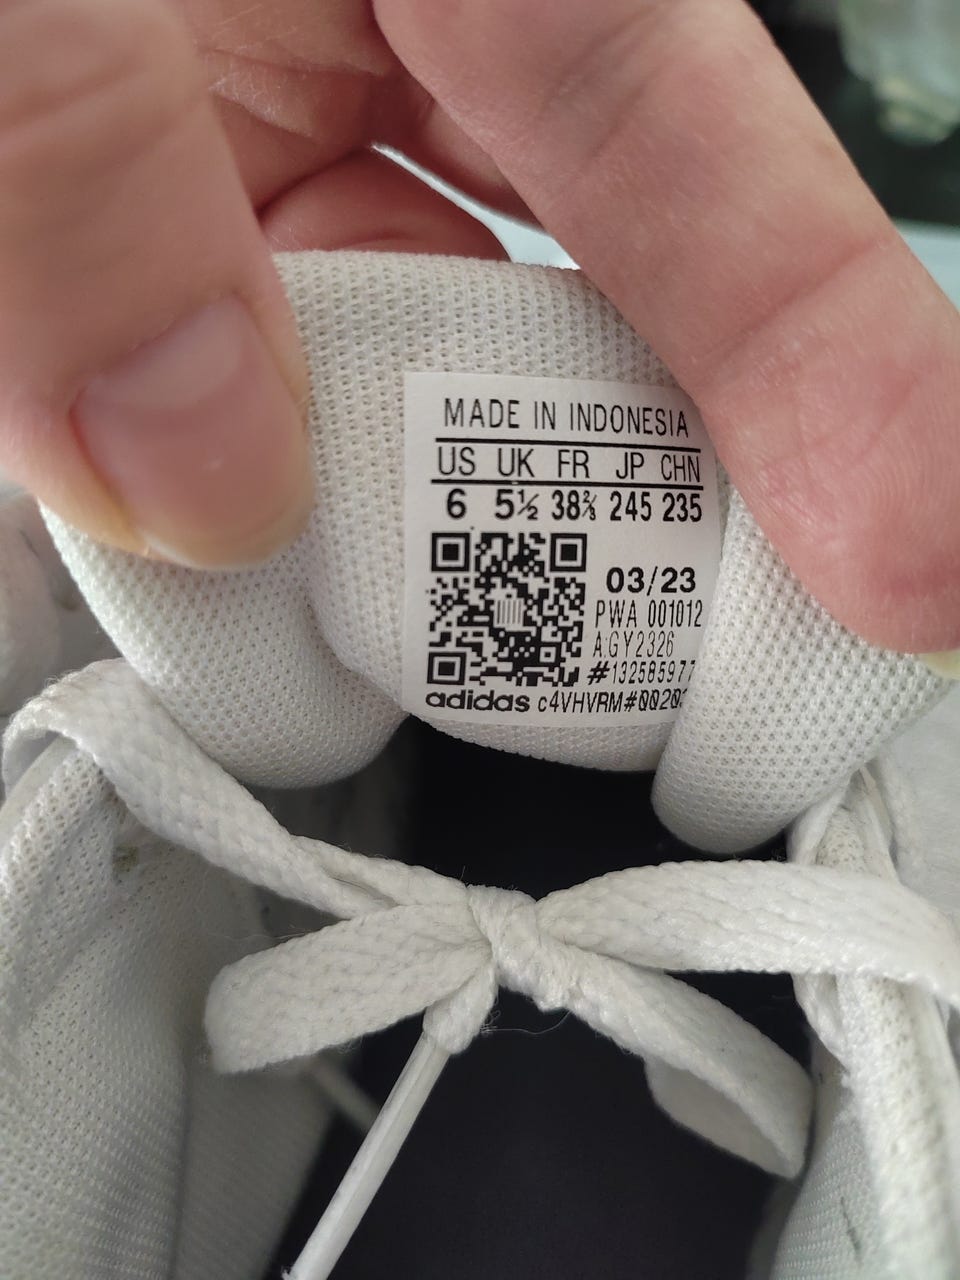 MADE IN INDONESIA
US UK FR JP CHN
6 5½ 38⅔ 245 235
03/23
PWA 001012
A:GY2326
#132585977
adidas c4VHVRM#0020